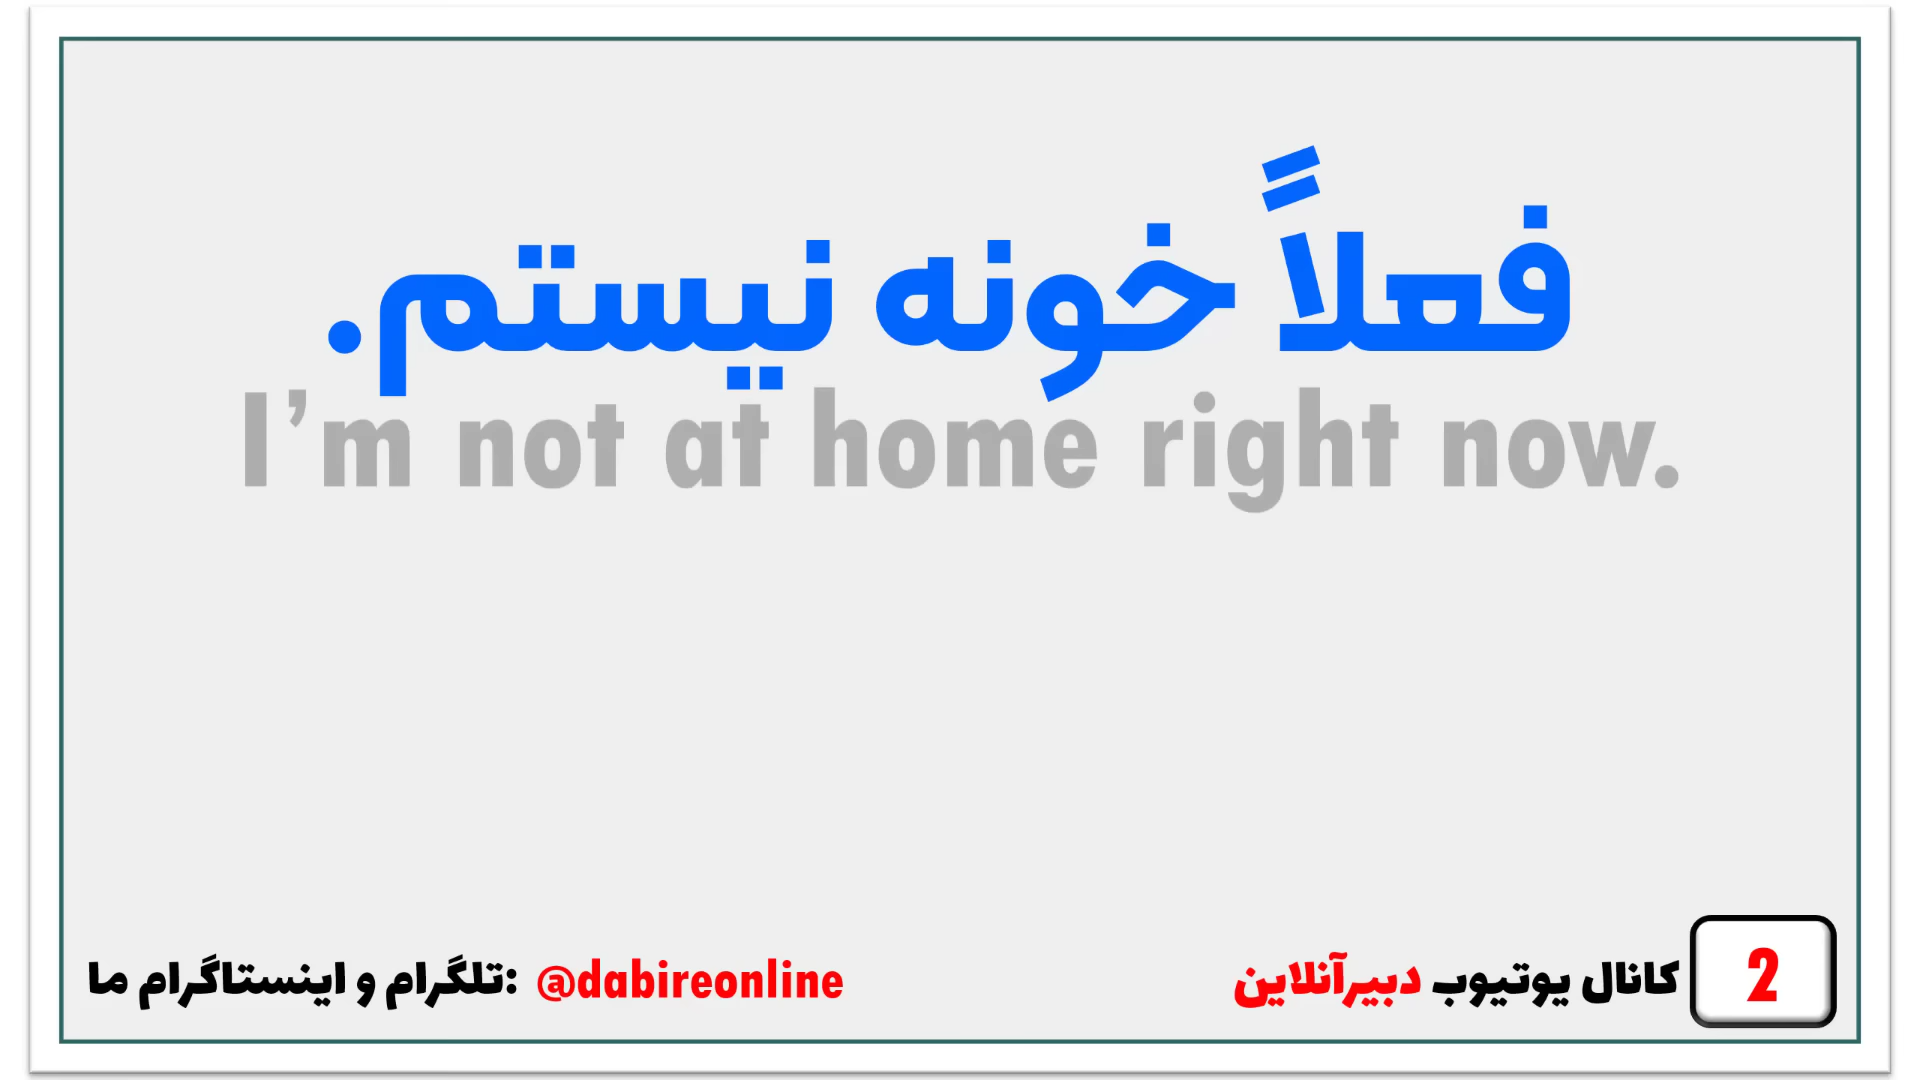 فعلاً خونه نیستم.
I’m not at home right now.
کانال یوتیوب دبیرآنلاین
2
تلگرام و اینستاگرام ما: @dabireonline